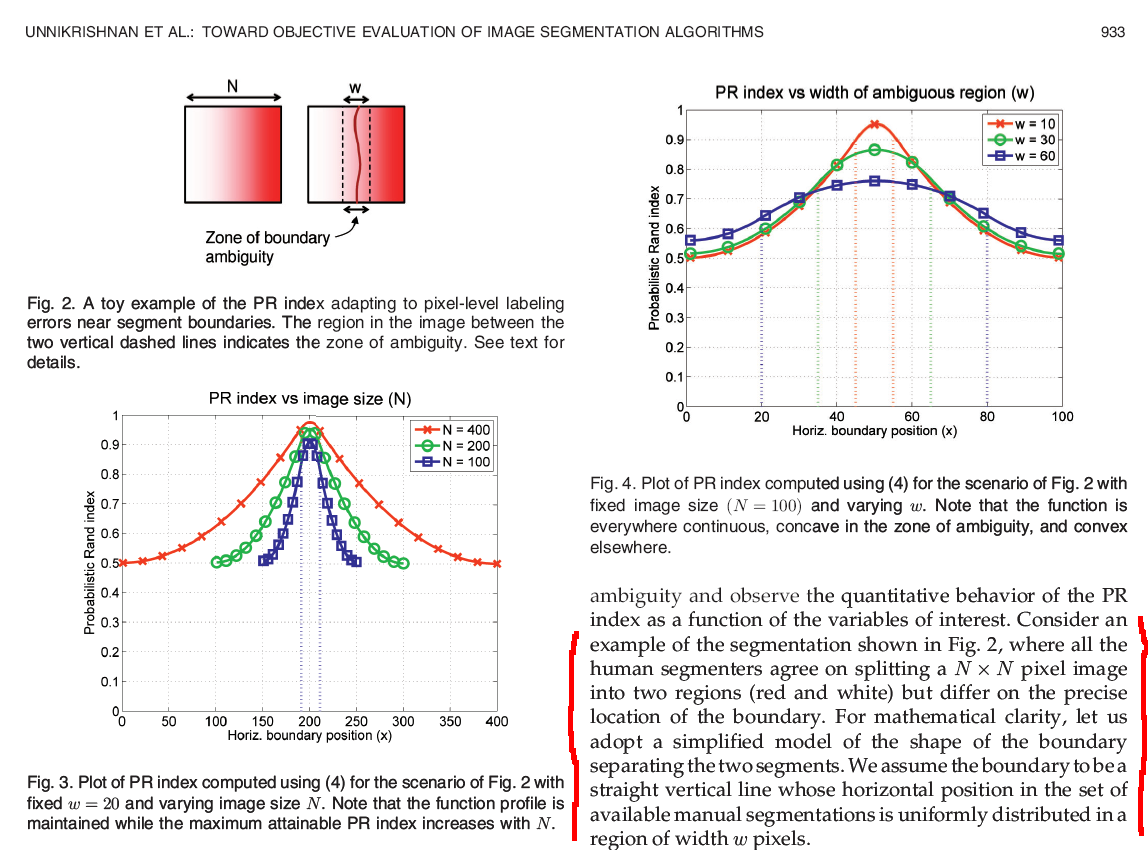 UNNIKRISHNAN ET AL.: TOWARD OBJECTIVE EVALUATION OF IMAGE SEGMENTATION ALGORITHMS 933
N
w
Zone of boundary
ambiguity
Fig. 2. A toy example of the PR index adapting to pixel-level labeling
errors near segment boundaries. The region in the image between the
two vertical dashed lines indicates the zone of ambiguity. See text for
details.
PR index vs image size (N)
Probabilistic Rand index
1
0.9
0.8
0.7
0.6
0.5
0.4
0.3
0.2
0.1
0
N = 400
N = 200
N = 100
0 50 100 150 200 250 300 350 400
Horiz. boundary position (x)
Fig. 3. Plot of PR index computed using (4) for the scenario of Fig. 2 with
fixed w = 20 and varying image size N. Note that the function profile is
maintained while the maximum attainable PR index increases with N.
PR index vs width of ambiguous region (w)
Probabilistic Rand index
1
0.9
0.8
0.7
0.6
0.5
0.4
0.3
0.2
0.1
0
w = 10
w = 30
w = 60
0 20 40 60 80 100
Horiz. boundary position (x)
Fig. 4. Plot of PR index computed using (4) for the scenario of Fig. 2 with
fixed image size (N = 100) and varying w. Note that the function is
everywhere continuous, concave in the zone of ambiguity, and convex
elsewhere.
ambiguity and observe the quantitative behavior of the PR
index as a function of the variables of interest. Consider an
example of the segmentation shown in Fig. 2, where all the
human segmenters agree on splitting a N × N pixel image
into two regions (red and white) but differ on the precise
location of the boundary. For mathematical clarity, let us
adopt a simplified model of the shape of the boundary
separating the two segments. We assume the boundary to be a
straight vertical line whose horizontal position in the set of
available manual segmentations is uniformly distributed in a
region of width w pixels.